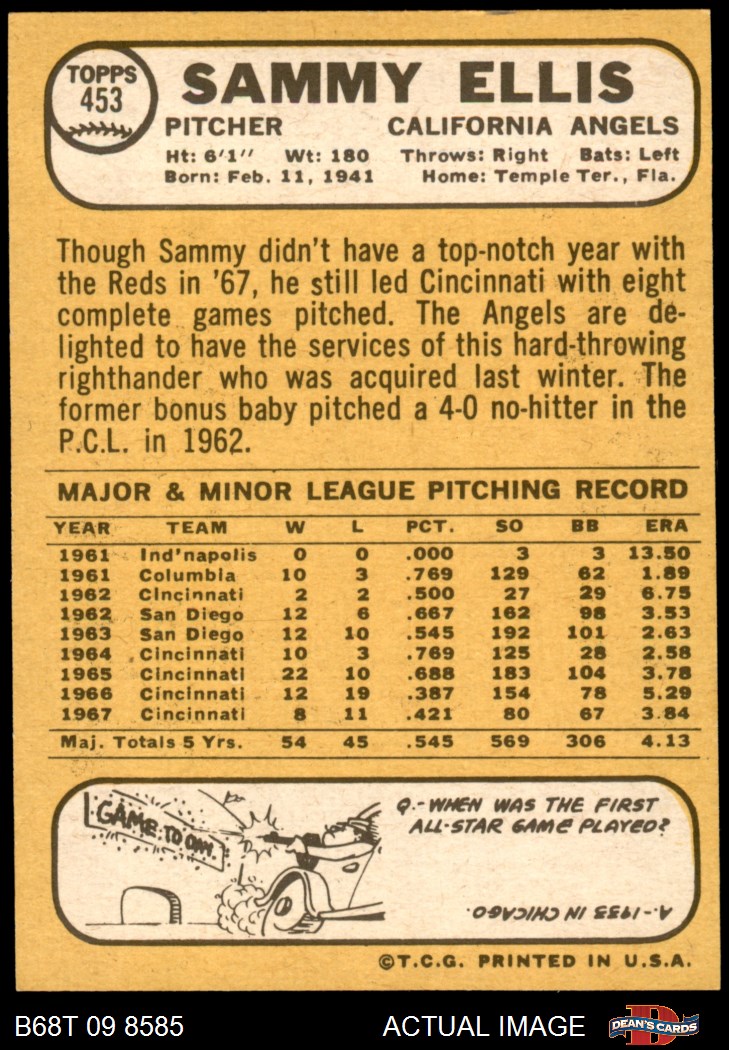 TOPPS
453
SAMMY ELLIS
PITCHER CALIFORNIA ANGELS
Ht: 6'1" Wt: 180 Throws: Right Bats: Left
Born: Feb. 11, 1941 Home: Temple Ter., Fla.
Though Sammy didn't have a top-notch year with
the Reds in '67, he still led Cincinnati with eight
complete games pitched. The Angels are de-
lighted to have the services of this hard-throwing
righthander who was acquired last winter. The
former bonus baby pitched a 4-0 no-hitter in the
P.C.L. in 1962.
MAJOR & MINOR LEAGUE PITCHING RECORD
YEAR TEAM W L PCT. SO BB ERA
1961 Ind'napolis 0 0 .000 3 3 13.50
1961 Columbia 10 3 .769 129 62 1.89
1962 Cincinnati 2 2 .500 27 29 6.75
1962 San Diego 12 6 .667 162 98 3.53
1963 San Diego 12 10 .545 192 101 2.63
1964 Cincinnati 10 3 .769 125 28 2.58
1965 Cincinnati 22 10 .688 183 104 3.78
1966 Cincinnati 12 19 .387 154 78 5.29
1967 Cincinnati 8 11 .421 80 67 3.84
Maj. Totals 5 Yrs. 54 45 .545 569 306 4.13
GAME TODAY
Q.-WHEN WAS THE FIRST
ALL-STAR GAME PLAYED?
A.-1933 IN CHICAGO.
©T.C.G. PRINTED IN U.S.A.
B68T 09 8585 ACTUAL IMAGE DEAN'S CARDS